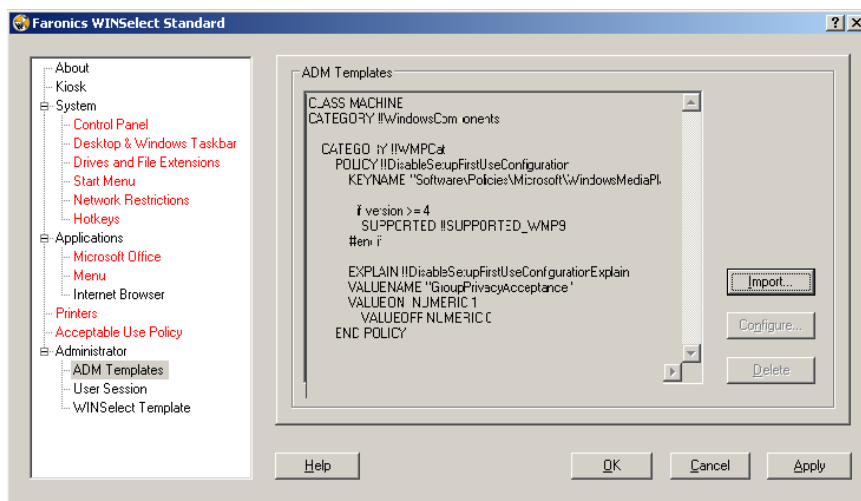 Faronics WINSelect Standard
About
Kiosk
System
Control Panel
Desktop & Windows Taskbar
Drives and File Extensions
Start Menu
Network Restrictions
Hotkeys
Applications
Microsoft Office
Menu
Internet Browser
Printers
Acceptable Use Policy
Administrator
ADM Templates
User Session
WINSelect Template
ADM Templates
CLASS MACHINE
CATEGORY !!WindowsComponents
CATEGORY !!WMPCat
POLICY !!DisableSetupFirstUseConfiguration
KEYNAME "Software\Policies\Microsoft\WindowsMediaPl
if version >= 4
SUPPORTED !!SUPPORTED_WMP9
#endif
EXPLAIN !!DisableSetupFirstUseConfigurationExplain
VALUENAME "GroupPrivacyAcceptance"
VALUEON NUMERIC 1
VALUEOFF NUMERIC 0
END POLICY
Import...
Configure...
Delete
Help
OK
Cancel
Apply